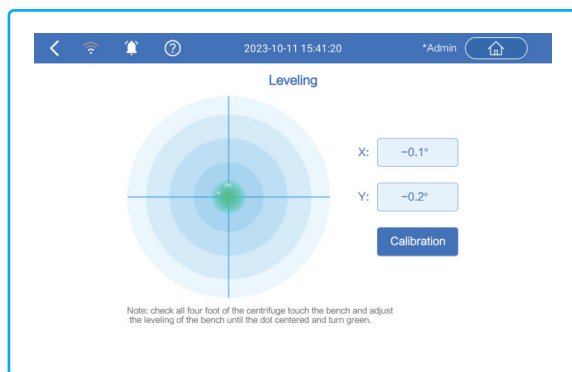 2023-10-11 15:41:20 *Admin
Leveling
X: −0.1°
Y: −0.2°
Calibration
Note: check all four foot of the centrifuge touch the bench and adjust
the leveling of the bench until the dot centered and turn green.